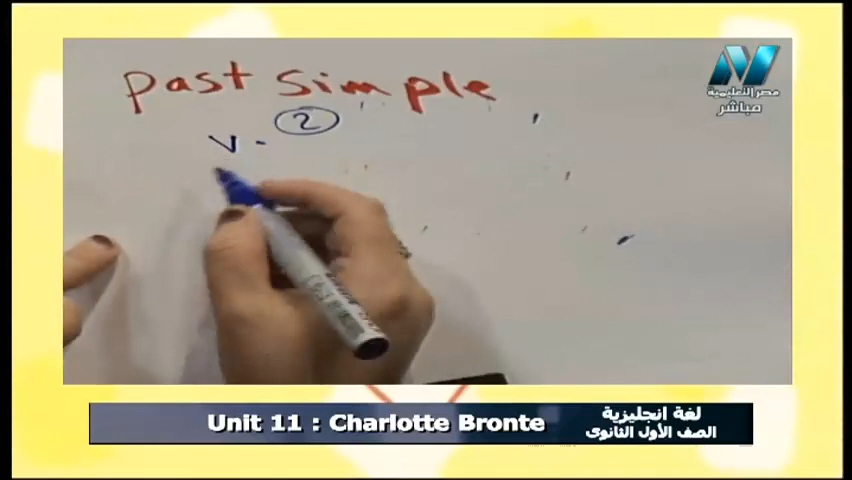 Past Simple
V. 2
مصر التعليمية
مباشر
Unit 11 : Charlotte Bronte
لغة انجليزية
الصف الأول الثانوى